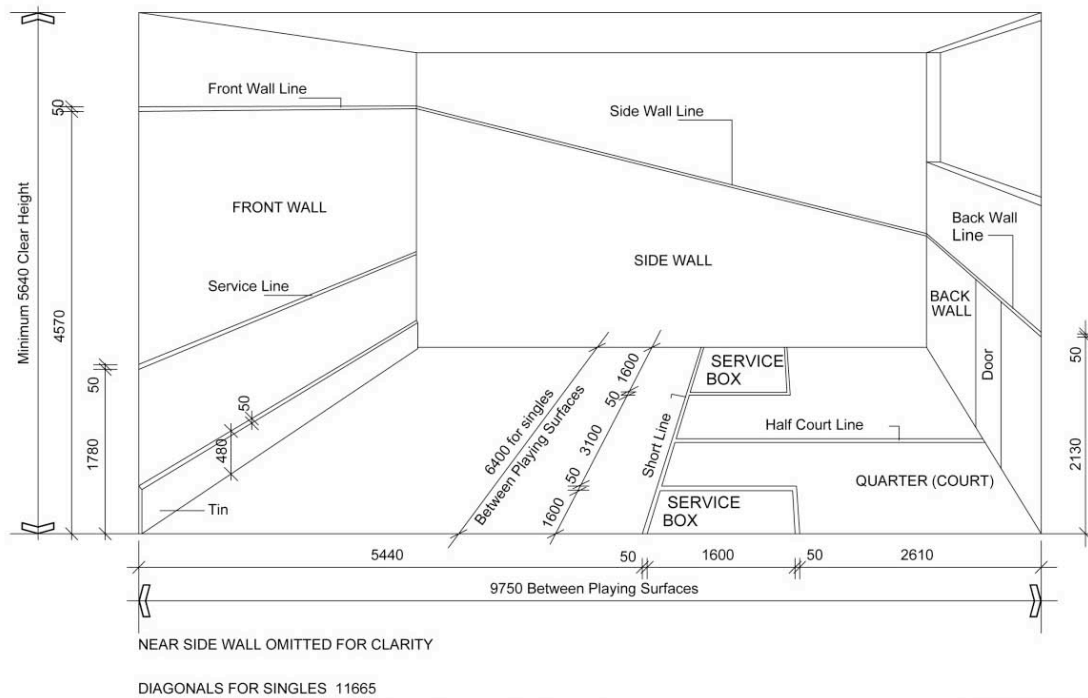 Front Wall Line
50
Side Wall Line
Minimum 5640 Clear Height
4570
FRONT WALL
Back Wall
Line
SIDE WALL
Service Line
BACK
WALL
50
1780
50
480
Tin
6400 for singles
Between Playing Surfaces
1600
50
3100
50
1600
Short Line
SERVICE
BOX
Half Court Line
Door
50
2130
QUARTER (COURT)
SERVICE
BOX
5440
50
1600
50
2610
9750 Between Playing Surfaces
NEAR SIDE WALL OMITTED FOR CLARITY
DIAGONALS FOR SINGLES 11665